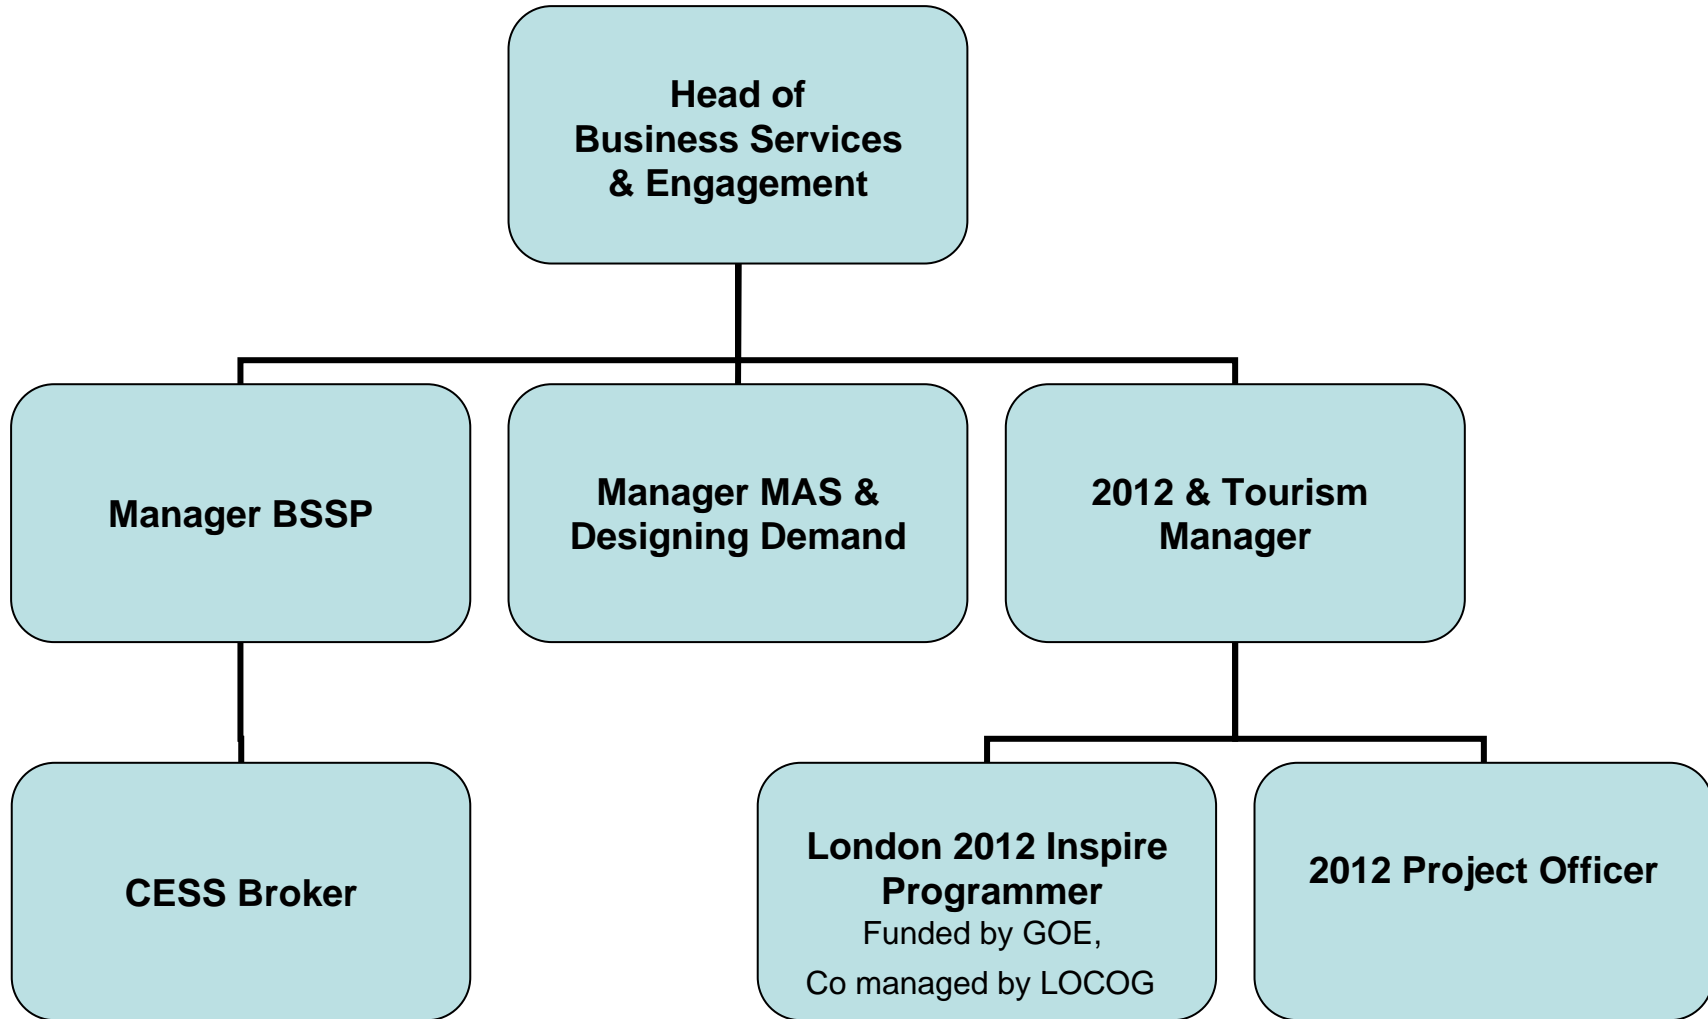 Head of
Business Services
& Engagement
Manager BSSP
Manager MAS &
Designing Demand
2012 & Tourism
Manager
CESS Broker
London 2012 Inspire
Programmer
Funded by GOE,
Co managed by LOCOG
2012 Project Officer